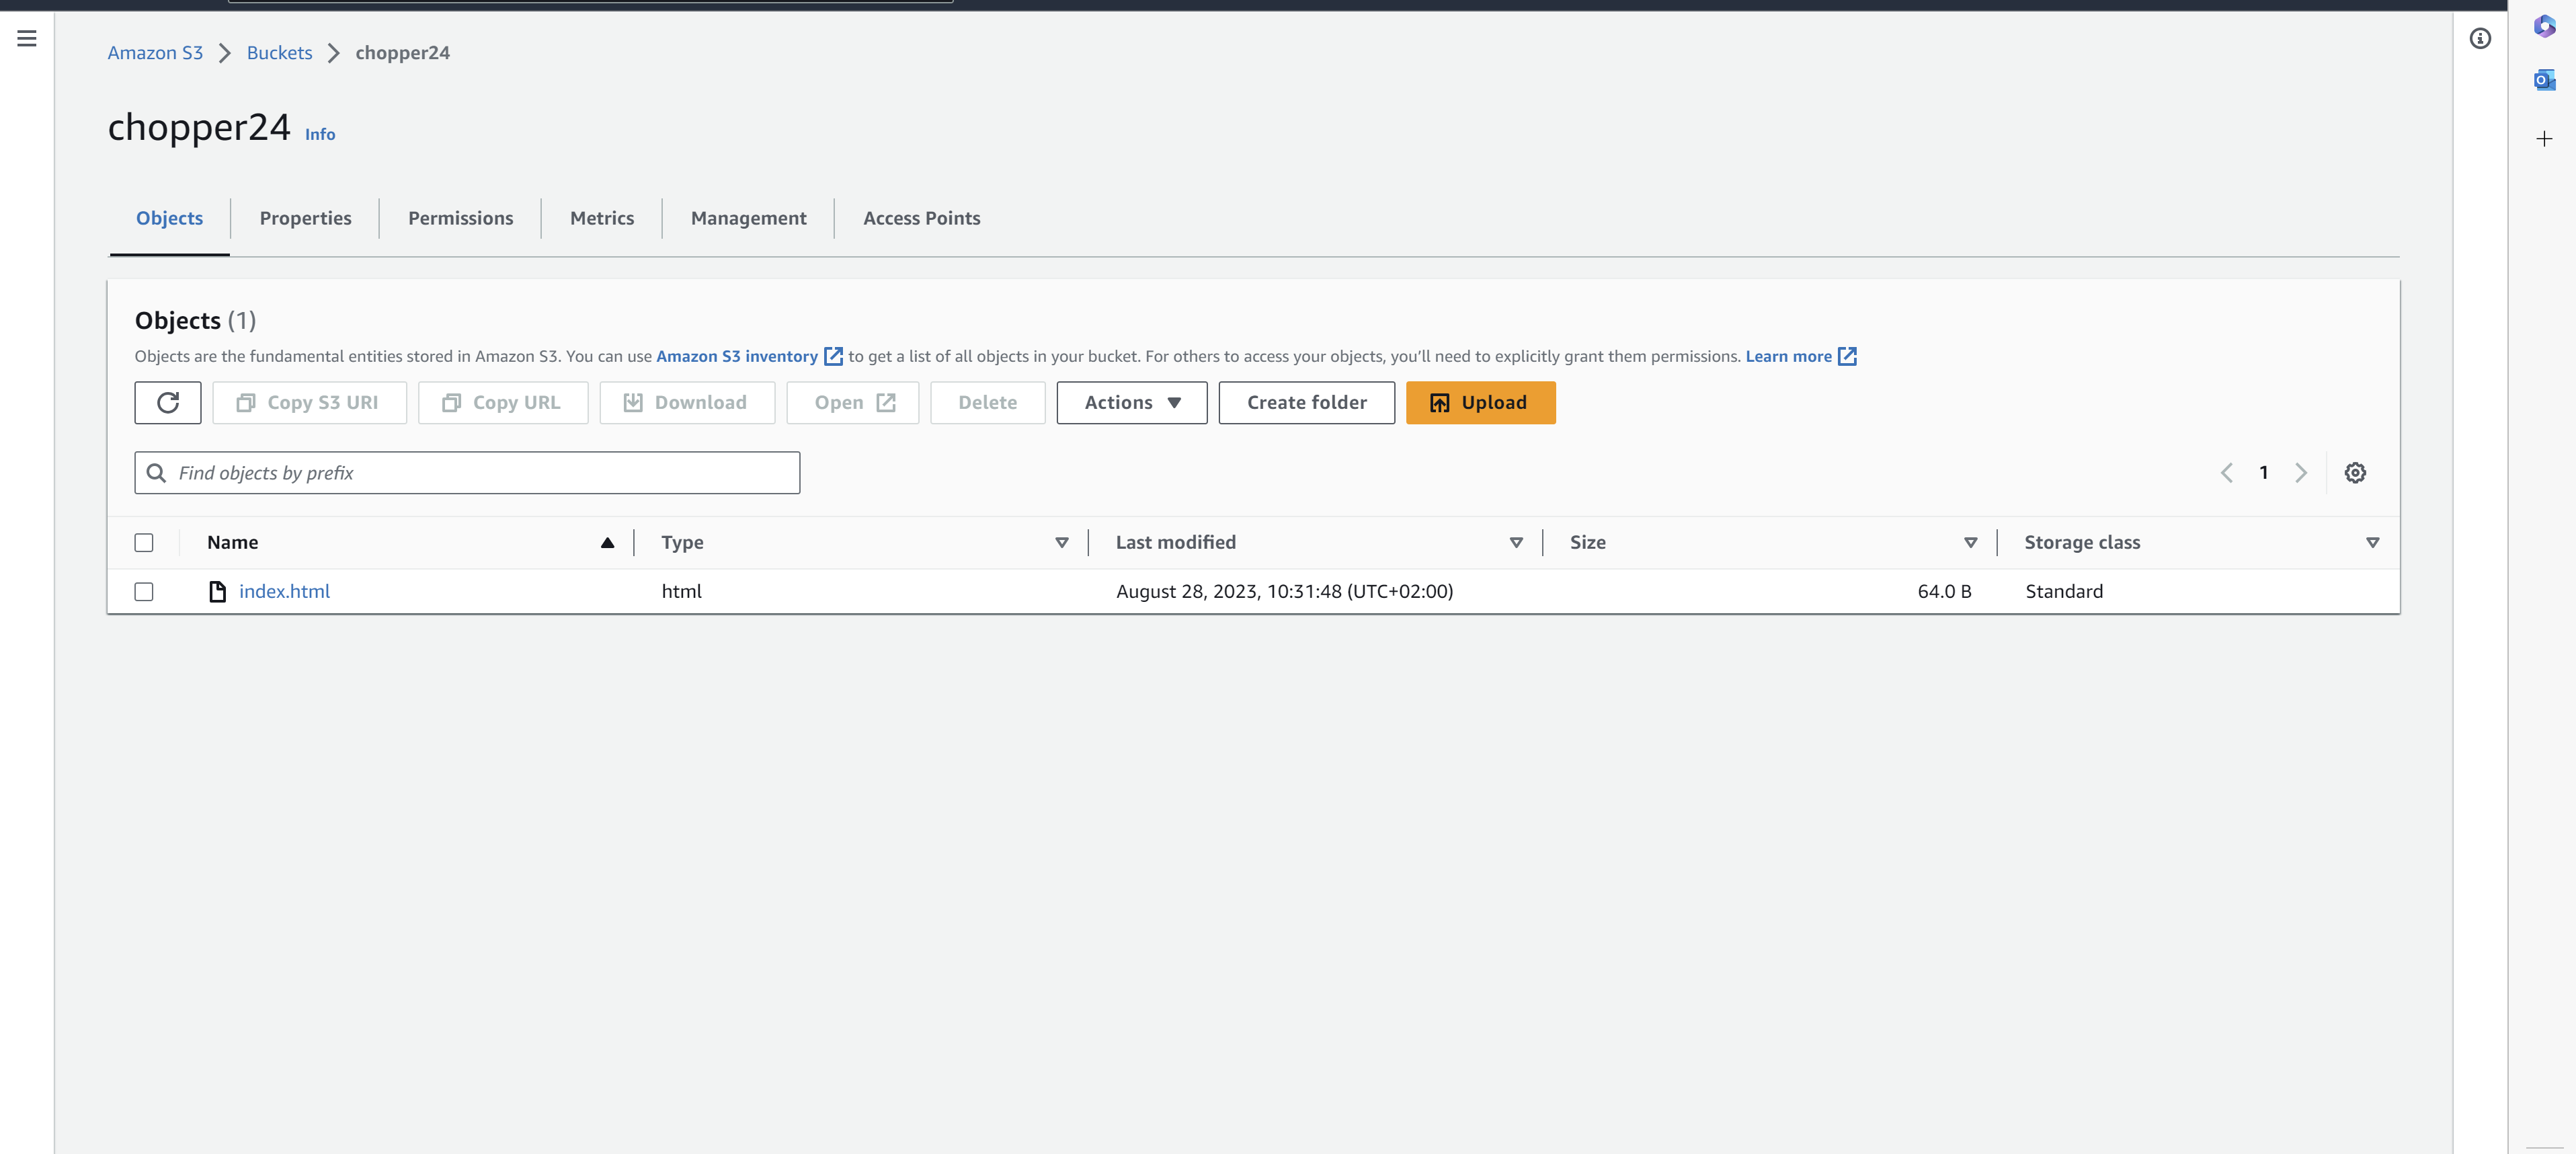 Amazon S3 Buckets chopper24
chopper24 Info
Objects Properties Permissions Metrics Management Access Points
Objects (1)
Objects are the fundamental entities stored in Amazon S3. You can use Amazon S3 inventory to get a list of all objects in your bucket. For others to access your objects, you'll need to explicitly grant them permissions. Learn more
Copy S3 URI Copy URL Download Open Delete Actions Create folder Upload
Find objects by prefix 1
Name Type Last modified Size Storage class
index.html html August 28, 2023, 10:31:48 (UTC+02:00) 64.0 B Standard